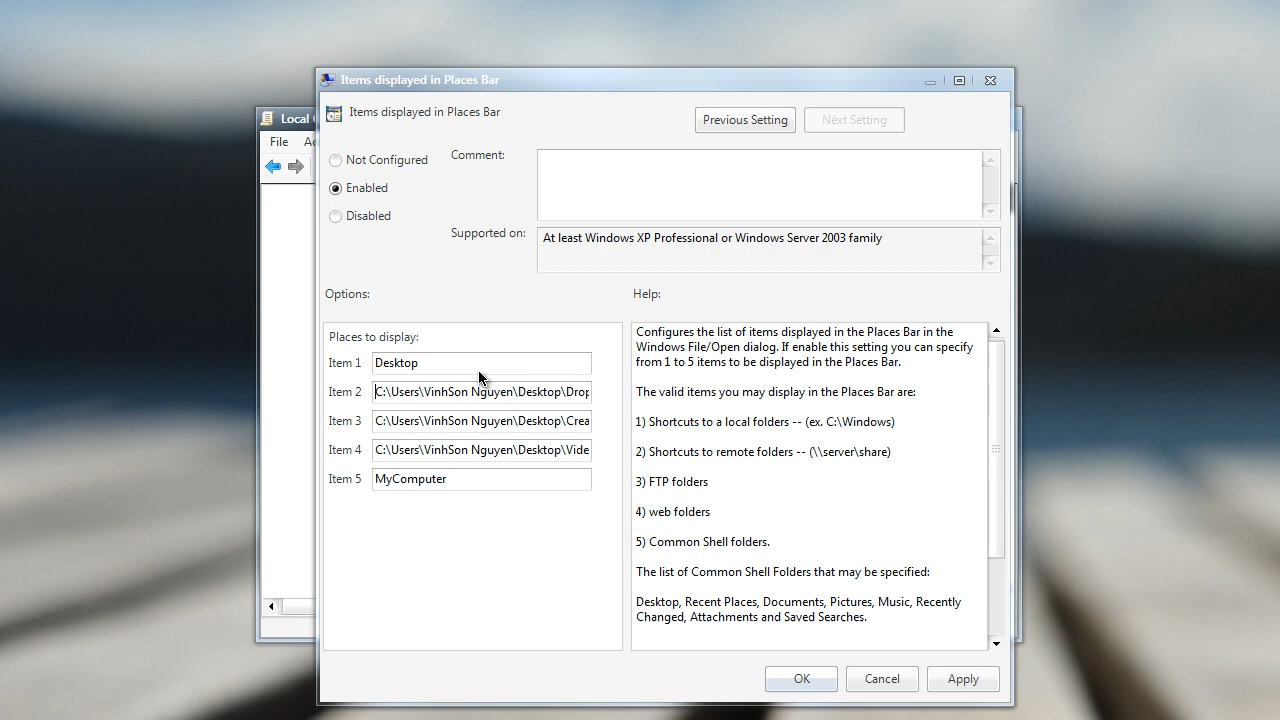 Items displayed in Places Bar
Local
Items displayed in Places Bar
Previous Setting
Next Setting
File
Not Configured
Comment:
Enabled
Disabled
Supported on:
At least Windows XP Professional or Windows Server 2003 family
Options:
Help:
Places to display:
Item 1 Desktop
Item 2 C:\Users\VinhSon Nguyen\Desktop\Drop
Item 3 C:\Users\VinhSon Nguyen\Desktop\Crea
Item 4 C:\Users\VinhSon Nguyen\Desktop\Vide
Item 5 MyComputer
Configures the list of items displayed in the Places Bar in the
Windows File/Open dialog. If enable this setting you can specify
from 1 to 5 items to be displayed in the Places Bar.
The valid items you may display in the Places Bar are:
1) Shortcuts to a local folders -- (ex. C:\Windows)
2) Shortcuts to remote folders -- (\\server\share)
3) FTP folders
4) web folders
5) Common Shell folders.
The list of Common Shell Folders that may be specified:
Desktop, Recent Places, Documents, Pictures, Music, Recently
Changed, Attachments and Saved Searches.
OK
Cancel
Apply